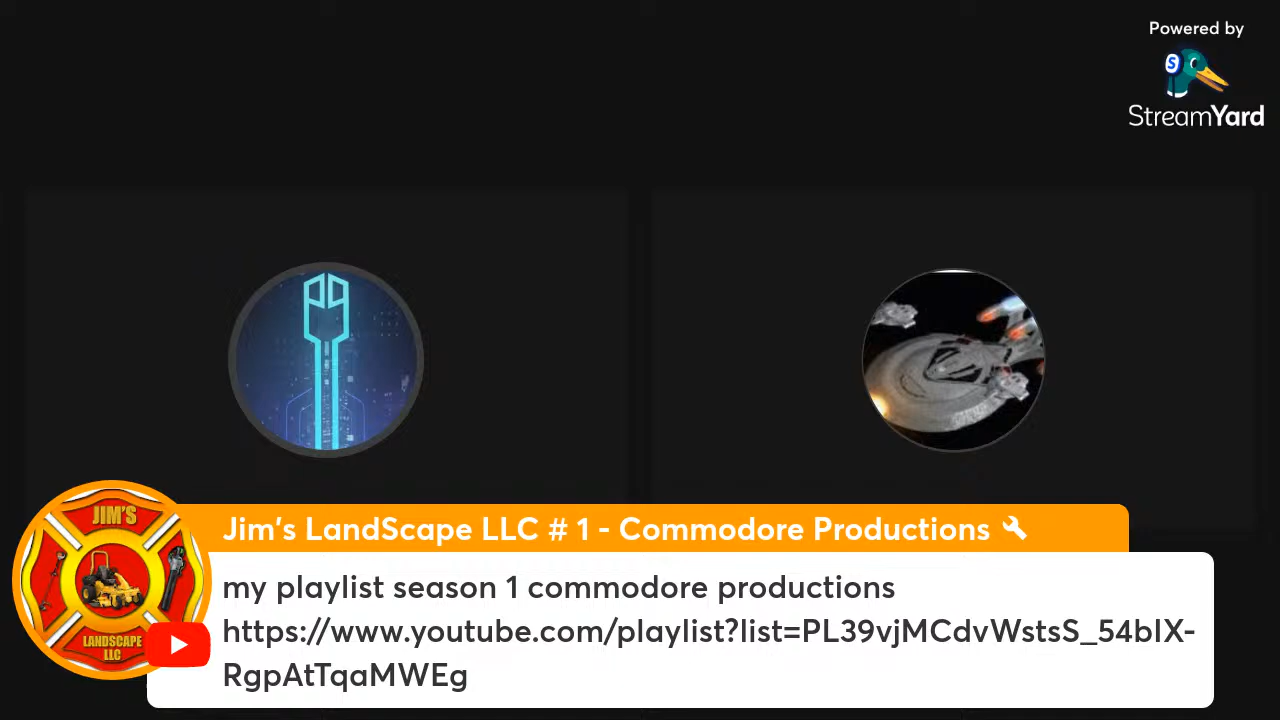 Powered by
S
StreamYard
JIM'S
LANDSCAPE
LLC
Jim's LandScape LLC # 1 - Commodore Productions
my playlist season 1 commodore productions
https://www.youtube.com/playlist?list=PL39vjMCdvWstsS_54bIX-
RgpAtTqaMWEg